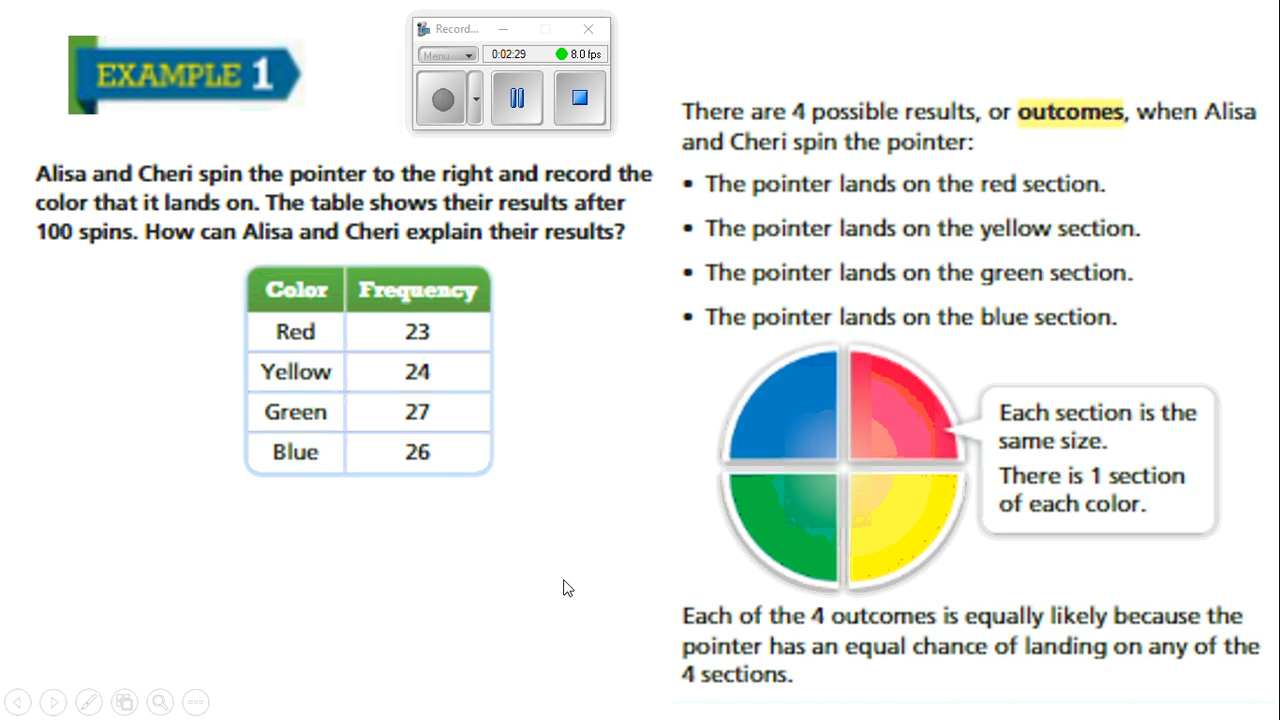 EXAMPLE 1
Record...
Menu
0:02:29
8.0 fps
Alisa and Cheri spin the pointer to the right and record the
color that it lands on. The table shows their results after
100 spins. How can Alisa and Cheri explain their results?
Color Frequency
Red 23
Yellow 24
Green 27
Blue 26
There are 4 possible results, or outcomes, when Alisa
and Cheri spin the pointer:
• The pointer lands on the red section.
• The pointer lands on the yellow section.
• The pointer lands on the green section.
• The pointer lands on the blue section.
Each section is the
same size.
There is 1 section
of each color.
Each of the 4 outcomes is equally likely because the
pointer has an equal chance of landing on any of the
4 sections.